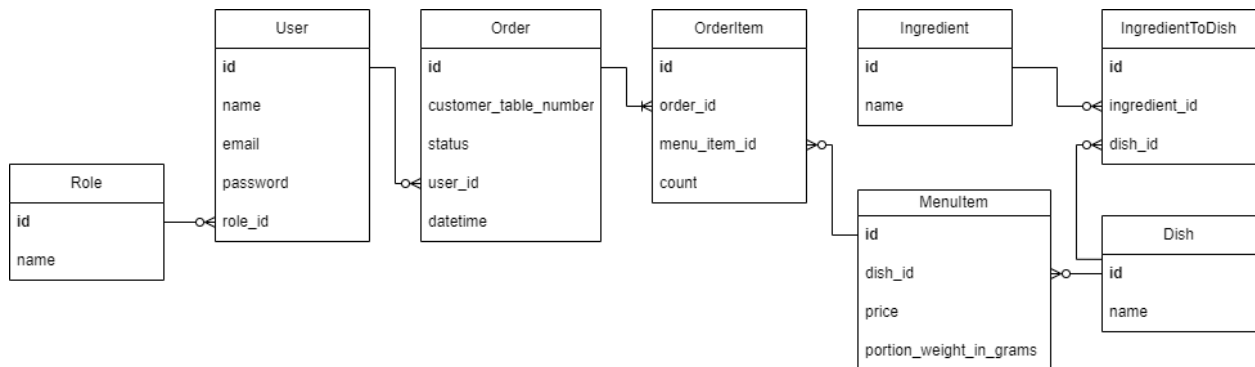 User
id
name
email
password
role_id
Order
id
customer_table_number
status
user_id
datetime
OrderItem
id
order_id
menu_item_id
count
Ingredient
id
name
IngredientToDish
id
ingredient_id
dish_id
Role
id
name
MenuItem
id
dish_id
price
portion_weight_in_grams
Dish
id
name